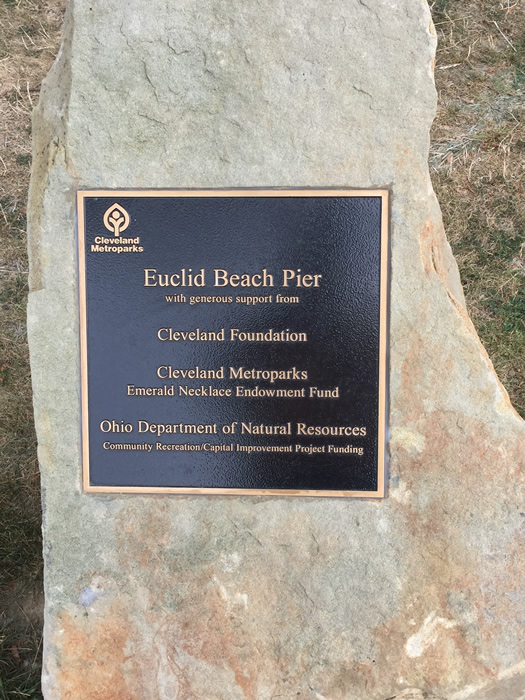 Cleveland
Metroparks
Euclid Beach Pier
with generous support from
Cleveland Foundation
Cleveland Metroparks
Emerald Necklace Endowment Fund
Ohio Department of Natural Resources
Community Recreation/Capital Improvement Project Funding